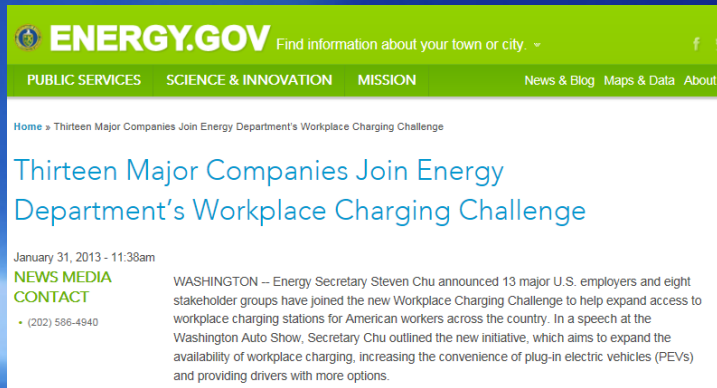 ENERGY.GOV Find information about your town or city.
f
PUBLIC SERVICES SCIENCE & INNOVATION MISSION News & Blog Maps & Data About
Home » Thirteen Major Companies Join Energy Department's Workplace Charging Challenge
Thirteen Major Companies Join Energy
Department's Workplace Charging Challenge
January 31, 2013 - 11:38am
NEWS MEDIA
CONTACT
• (202) 586-4940
WASHINGTON -- Energy Secretary Steven Chu announced 13 major U.S. employers and eight
stakeholder groups have joined the new Workplace Charging Challenge to help expand access to
workplace charging stations for American workers across the country. In a speech at the
Washington Auto Show, Secretary Chu outlined the new initiative, which aims to expand the
availability of workplace charging, increasing the convenience of plug-in electric vehicles (PEVs)
and providing drivers with more options.